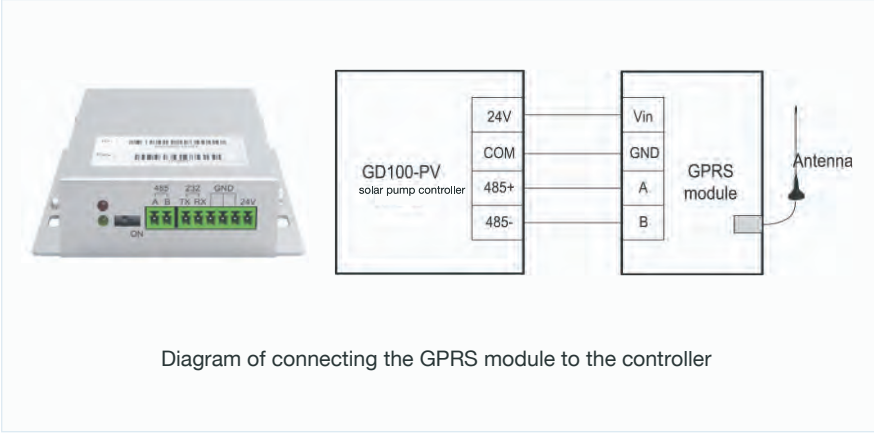 485 232 GND
A B TX RX 24V
ON
GD100-PV
solar pump controller
24V
COM
485+
485-
Vin
GND
A
B
GPRS
module
Antenna
Diagram of connecting the GPRS module to the controller